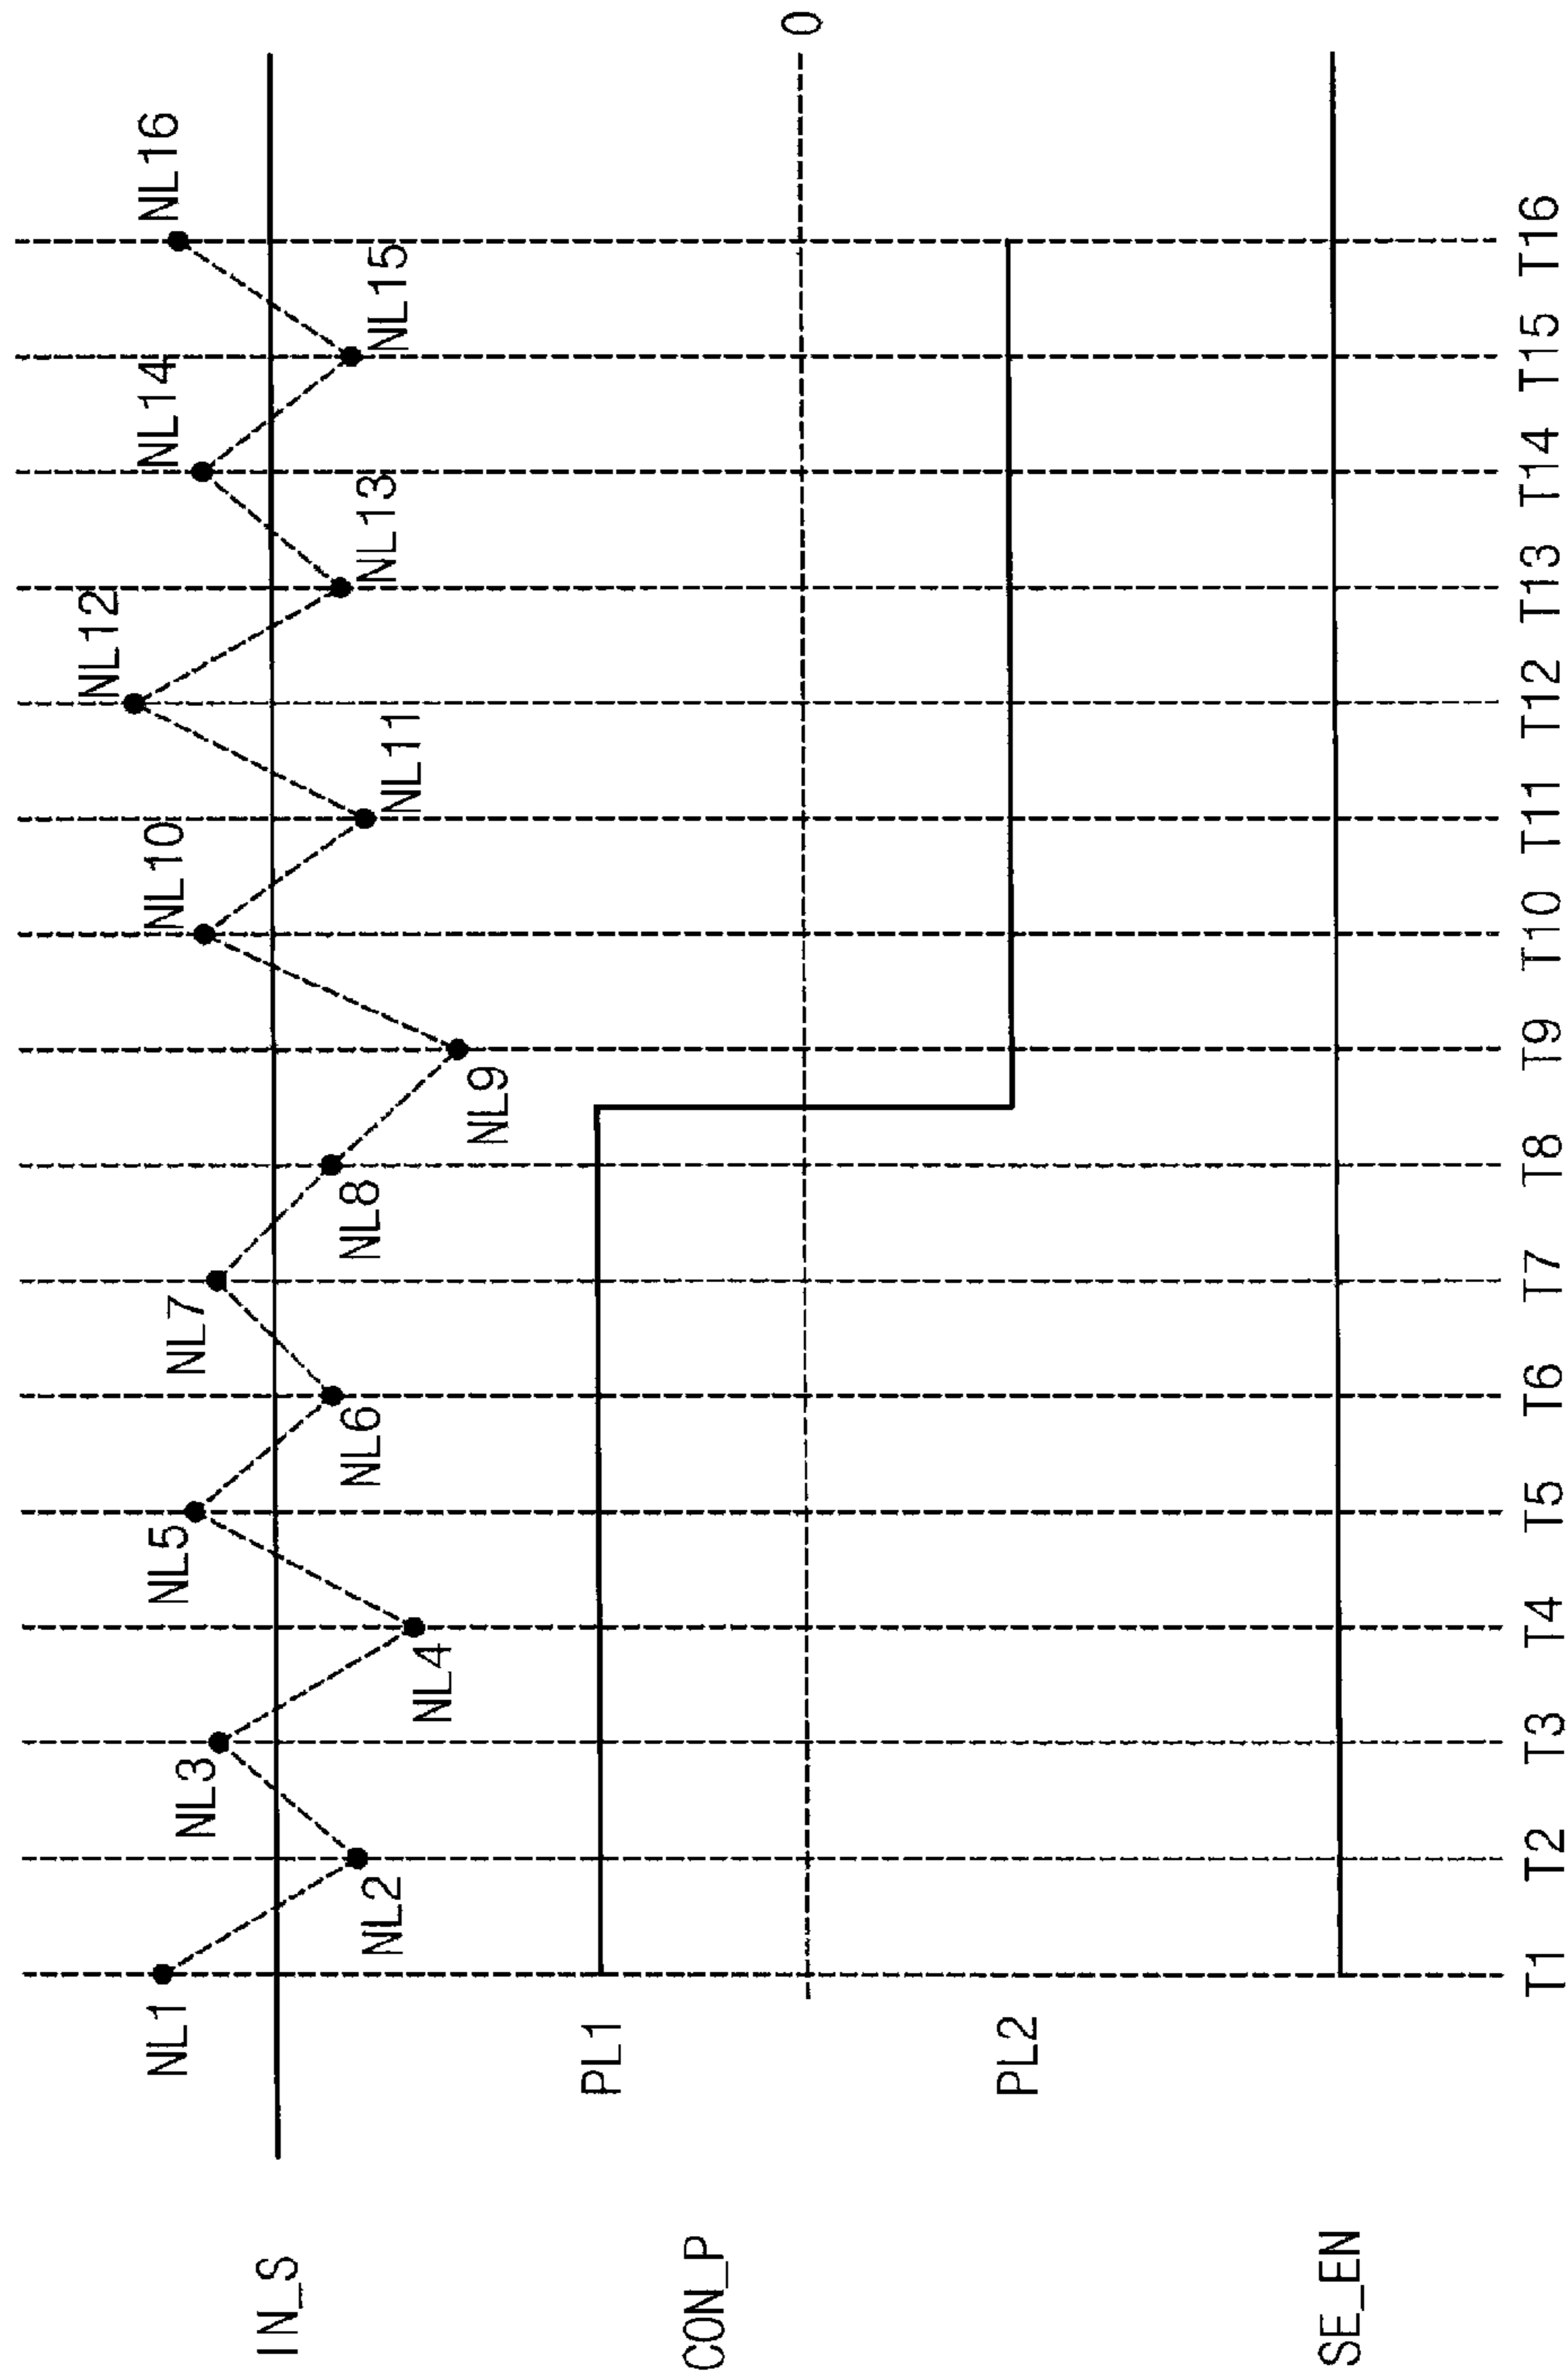 NL1
NL2
NL3
NL4
NL5
NL6
NL7
NL8
NL9
NL10
NL11
NL12
NL13
NL14
NL15
NL16
IN_S
PL1
CON_P
0
PL2
SE_EN
T1 T2 T3 T4 T5 T6 T7 T8 T9 T10 T11 T12 T13 T14 T15 T16